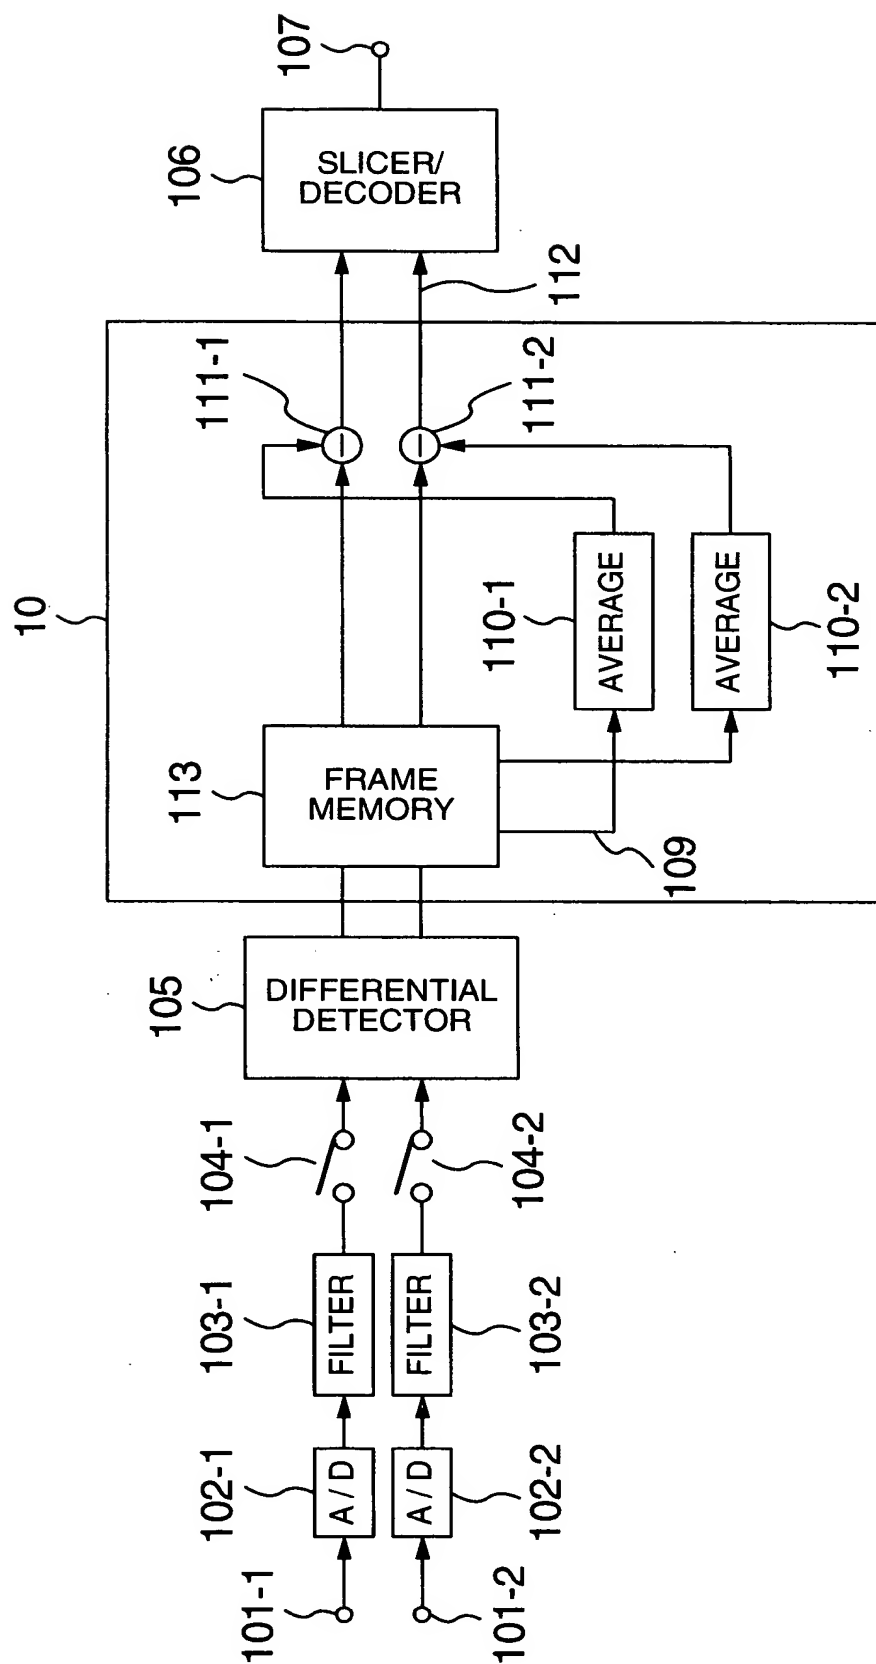 101-1
102-1
A/D
103-1
FILTER
104-1
105
DIFFERENTIAL
DETECTOR
10
113
FRAME
MEMORY
111-1
106
SLICER/
DECODER
107
101-2
102-2
A/D
103-2
FILTER
104-2
109
110-1
AVERAGE
110-2
AVERAGE
111-2
112